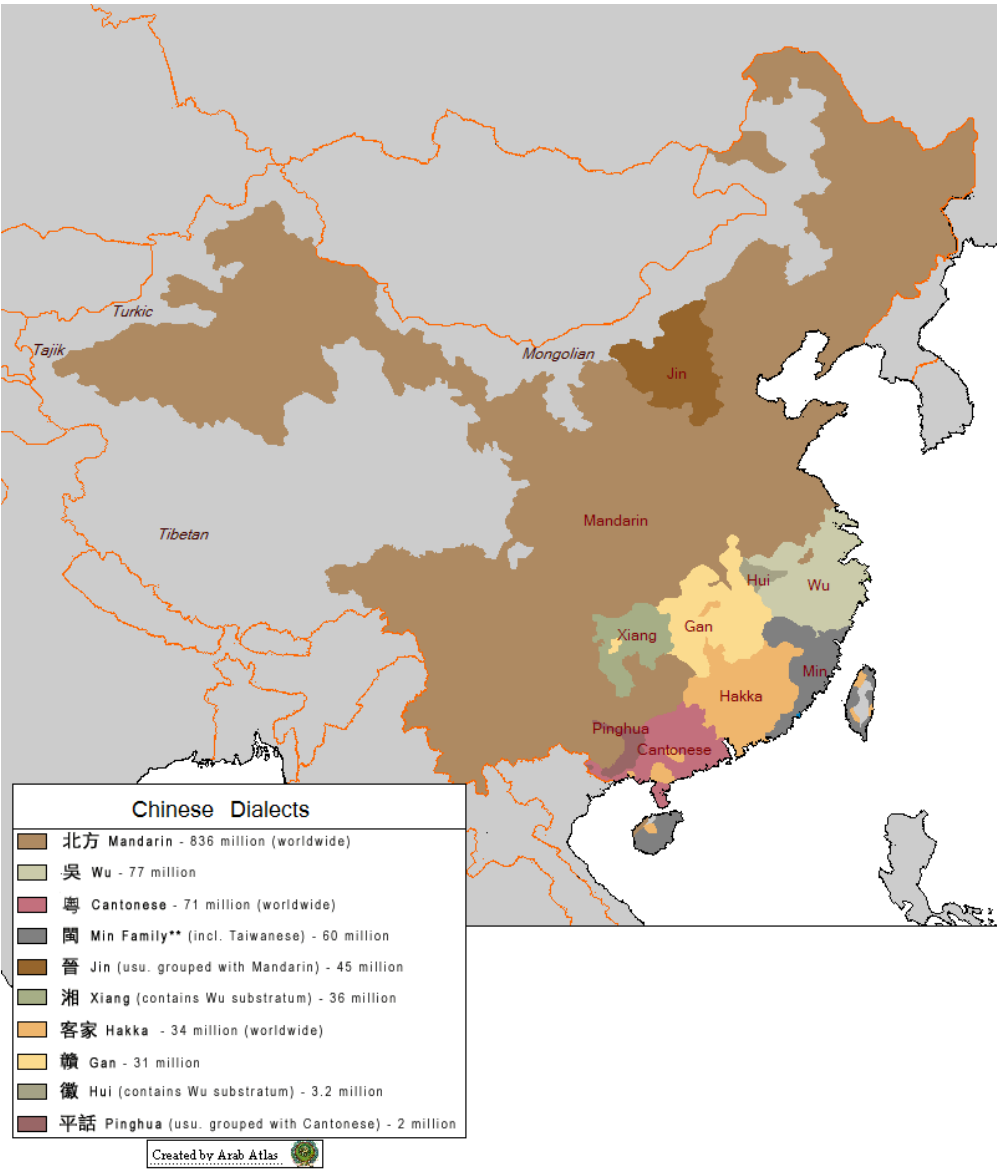 Turkic
Tajik
Mongolian
Jin
Tibetan
Mandarin
Hui
Wu
Xiang
Gan
Min
Hakka
Pinghua
Cantonese
Chinese Dialects
北方 Mandarin - 836 million (worldwide)
吳 Wu - 77 million
粵 Cantonese - 71 million (worldwide)
閩 Min Family** (incl. Taiwanese) - 60 million
晉 Jin (usu. grouped with Mandarin) - 45 million
湘 Xiang (contains Wu substratum) - 36 million
客家 Hakka - 34 million (worldwide)
贛 Gan - 31 million
徽 Hui (contains Wu substratum) - 3.2 million
平話 Pinghua (usu. grouped with Cantonese) - 2 million
Created by Arab Atlas